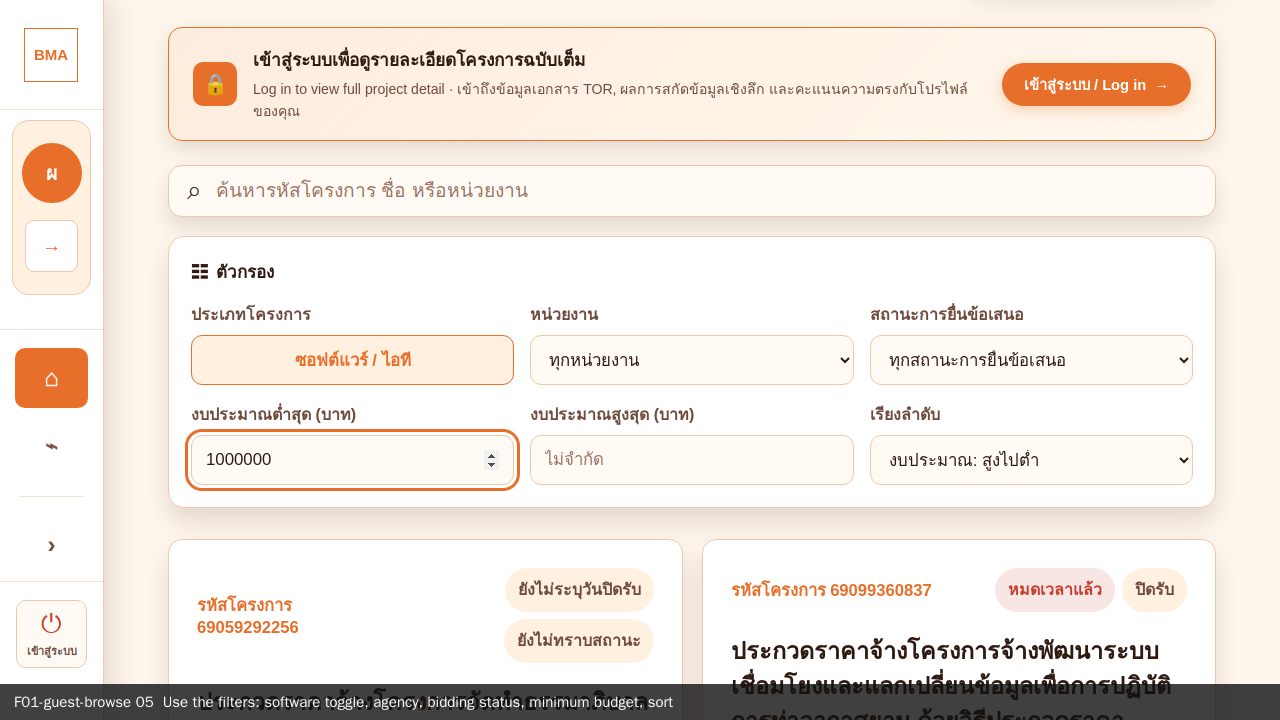 BMA
เข้าสู่ระบบเพื่อดูรายละเอียดโครงการฉบับเต็ม
Log in to view full project detail · เข้าถึงข้อมูลเอกสาร TOR, ผลการสกัดข้อมูลเชิงลึก และคะแนนความตรงกับโปรไฟล์
ของคุณ
เข้าสู่ระบบ / Log in →
ผ
→
ค้นหารหัสโครงการ ชื่อ หรือหน่วยงาน
ตัวกรอง
ประเภทโครงการ
หน่วยงาน
สถานะการยื่นข้อเสนอ
ซอฟต์แวร์ / ไอที
ทุกหน่วยงาน
ทุกสถานะการยื่นข้อเสนอ
งบประมาณต่ำสุด (บาท)
งบประมาณสูงสุด (บาท)
เรียงลำดับ
1000000
ไม่จำกัด
งบประมาณ: สูงไปต่ำ
›
รหัสโครงการ
69059292256
ยังไม่ระบุวันปิดรับ
ยังไม่ทราบสถานะ
รหัสโครงการ 69099360837
หมดเวลาแล้ว
ปิดรับ
ประกวดราคาจ้างโครงการจ้างพัฒนาระบบ
เชื่อมโยงและแลกเปลี่ยนข้อมูลเพื่อการปฏิบัติ
เข้าสู่ระบบ
F01-guest-browse 05 Use the filters: software toggle, agency, bidding status, minimum budget, sort